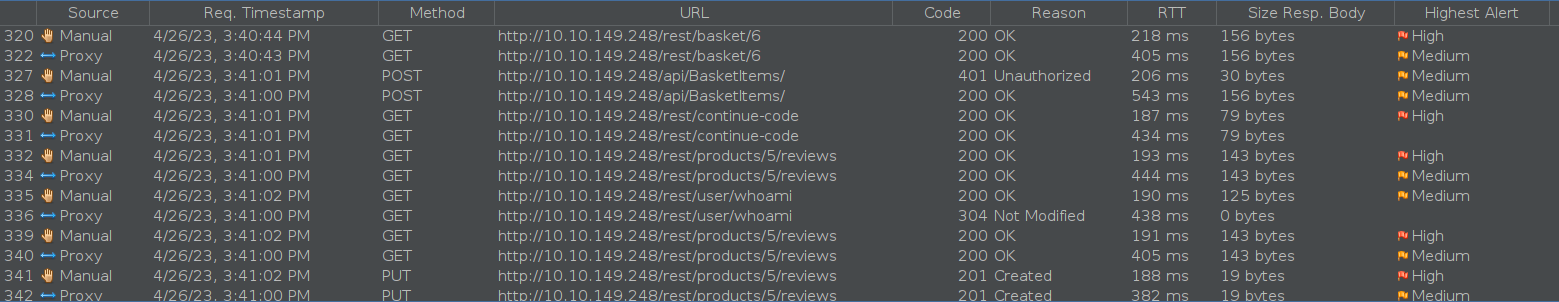 Source Req. Timestamp Method URL Code Reason RTT Size Resp. Body Highest Alert
320 Manual 4/26/23, 3:40:44 PM GET http://10.10.149.248/rest/basket/6 200 OK 218 ms 156 bytes High
322 Proxy 4/26/23, 3:40:43 PM GET http://10.10.149.248/rest/basket/6 200 OK 405 ms 156 bytes Medium
327 Manual 4/26/23, 3:41:01 PM POST http://10.10.149.248/api/BasketItems/ 401 Unauthorized 206 ms 30 bytes Medium
328 Proxy 4/26/23, 3:41:00 PM POST http://10.10.149.248/api/BasketItems/ 200 OK 543 ms 156 bytes Medium
330 Manual 4/26/23, 3:41:01 PM GET http://10.10.149.248/rest/continue-code 200 OK 187 ms 79 bytes High
331 Proxy 4/26/23, 3:41:01 PM GET http://10.10.149.248/rest/continue-code 200 OK 434 ms 79 bytes
332 Manual 4/26/23, 3:41:01 PM GET http://10.10.149.248/rest/products/5/reviews 200 OK 193 ms 143 bytes High
334 Proxy 4/26/23, 3:41:00 PM GET http://10.10.149.248/rest/products/5/reviews 200 OK 444 ms 143 bytes Medium
335 Manual 4/26/23, 3:41:02 PM GET http://10.10.149.248/rest/user/whoami 200 OK 190 ms 125 bytes Medium
336 Proxy 4/26/23, 3:41:00 PM GET http://10.10.149.248/rest/user/whoami 304 Not Modified 438 ms 0 bytes
339 Manual 4/26/23, 3:41:02 PM GET http://10.10.149.248/rest/products/5/reviews 200 OK 191 ms 143 bytes High
340 Proxy 4/26/23, 3:41:00 PM GET http://10.10.149.248/rest/products/5/reviews 200 OK 405 ms 143 bytes Medium
341 Manual 4/26/23, 3:41:02 PM PUT http://10.10.149.248/rest/products/5/reviews 201 Created 188 ms 19 bytes High
342 Proxy 4/26/23, 3:41:00 PM PUT http://10.10.149.248/rest/products/5/reviews 201 Created 382 ms 19 bytes Medium